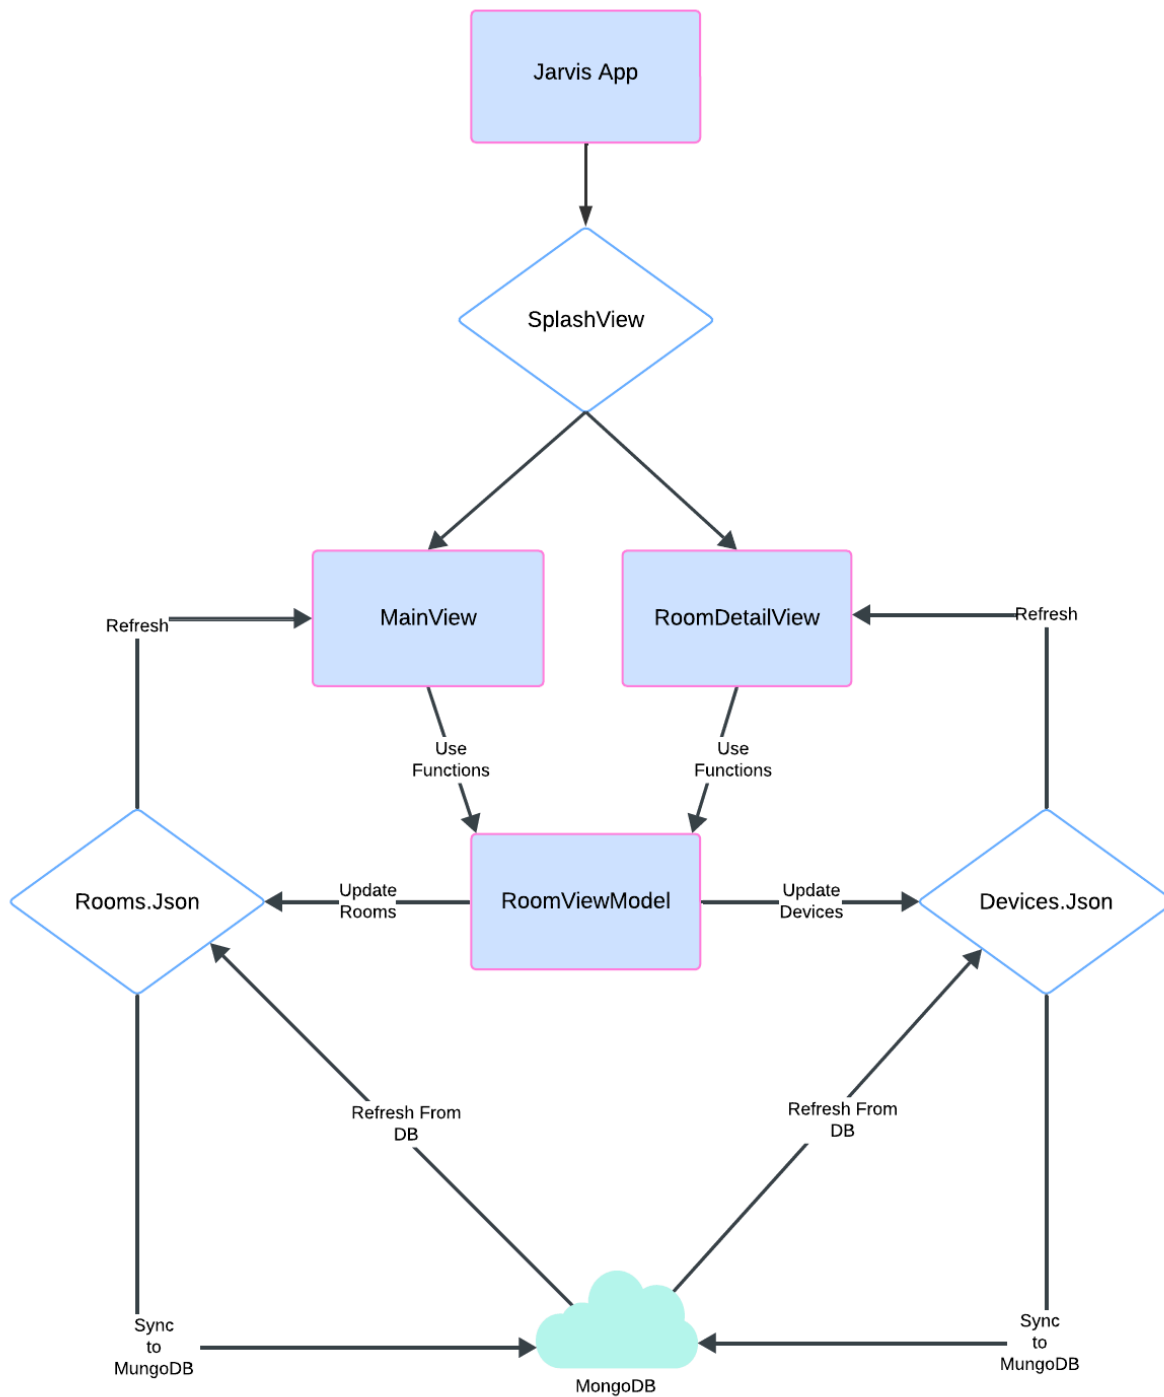 Jarvis App
SplashView
MainView
RoomDetailView
Refresh
Refresh
Use
Functions
Use
Functions
Rooms.Json
Update
Rooms
RoomViewModel
Update
Devices
Devices.Json
Refresh From
DB
Refresh From
DB
Sync
to
MungoDB
Sync
to
MungoDB
MongoDB